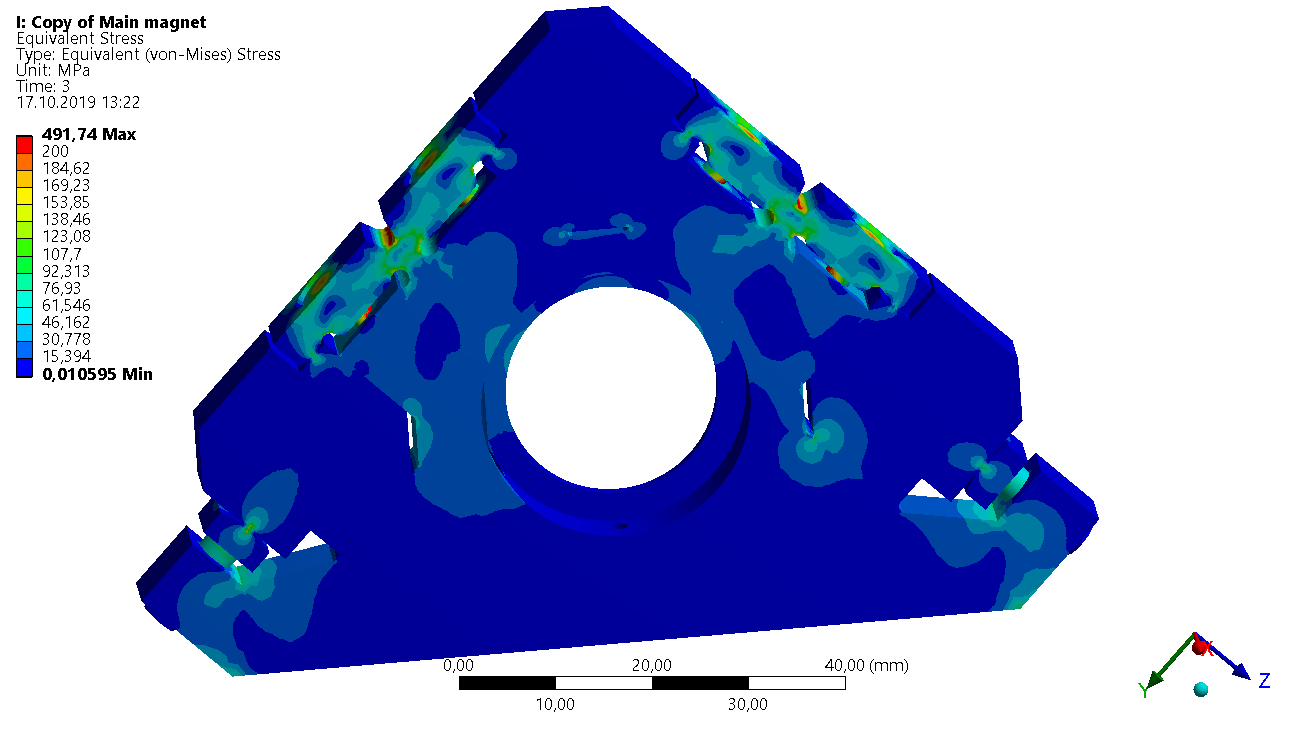 I: Copy of Main magnet
Equivalent Stress
Type: Equivalent (von-Mises) Stress
Unit: MPa
Time: 3
17.10.2019 13:22
491,74 Max
200
184,62
169,23
153,85
138,46
123,08
107,7
92,313
76,93
61,546
46,162
30,778
15,394
0,010595 Min
0,00 20,00 40,00 (mm)
10,00 30,00
X
Y
Z